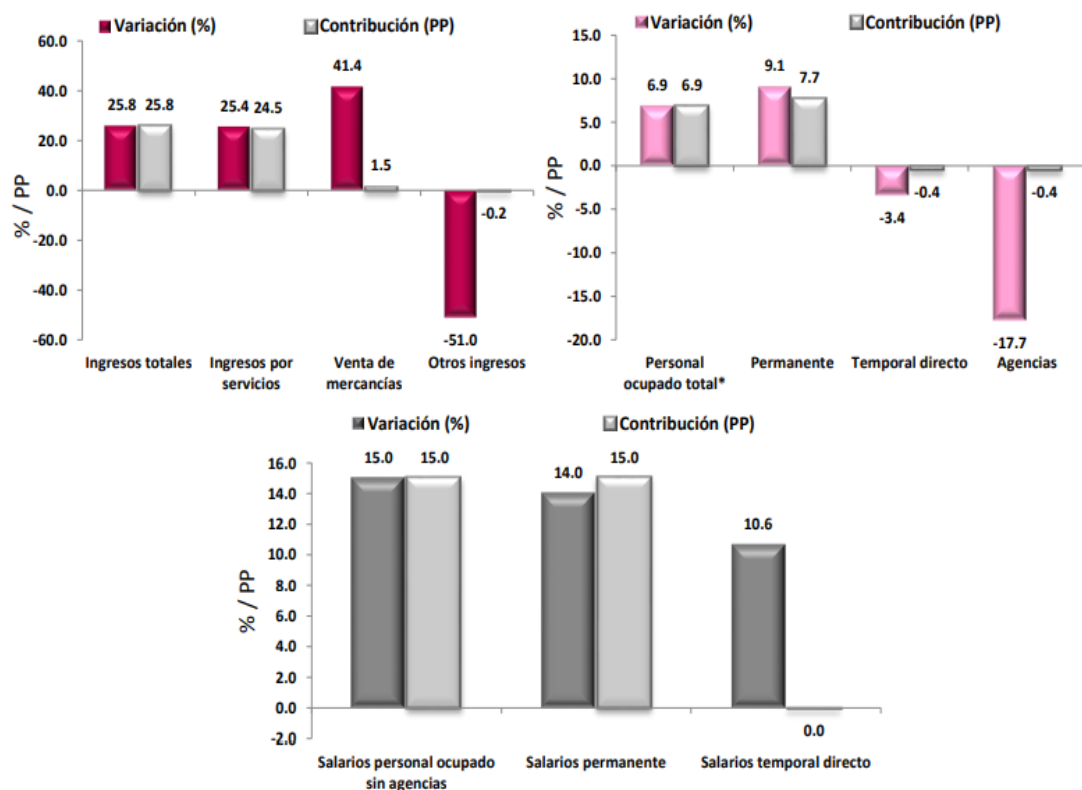 Variación (%) Contribución (PP)
60.0
40.0
20.0
0.0
-20.0
-40.0
-60.0
% / PP
25.8 25.8
25.4 24.5
41.4
1.5
-51.0
-0.2
Ingresos totales
Ingresos por
servicios
Venta de
mercancías
Otros ingresos
Variación (%) Contribución (PP)
15.0
10.0
5.0
0.0
-5.0
-10.0
-15.0
-20.0
% / PP
6.9 6.9
9.1
7.7
-3.4
-0.4
-17.7
-0.4
Personal
ocupado total*
Permanente
Temporal directo
Agencias
Variación (%) Contribución (PP)
16.0
14.0
12.0
10.0
8.0
6.0
4.0
2.0
0.0
-2.0
% / PP
15.0 15.0
14.0
15.0
10.6
0.0
Salarios personal ocupado
sin agencias
Salarios permanente
Salarios temporal directo